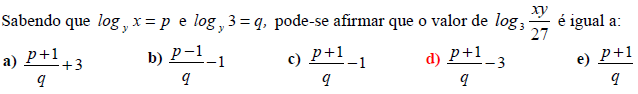 Sabendo que log_y x = p e log_y 3 = q, pode-se afirmar que o valor de log_3 xy/27 é igual a:
a) (p+1)/q +3 b) (p−1)/q −1 c) (p+1)/q −1 d) (p+1)/q −3 e) (p+1)/q